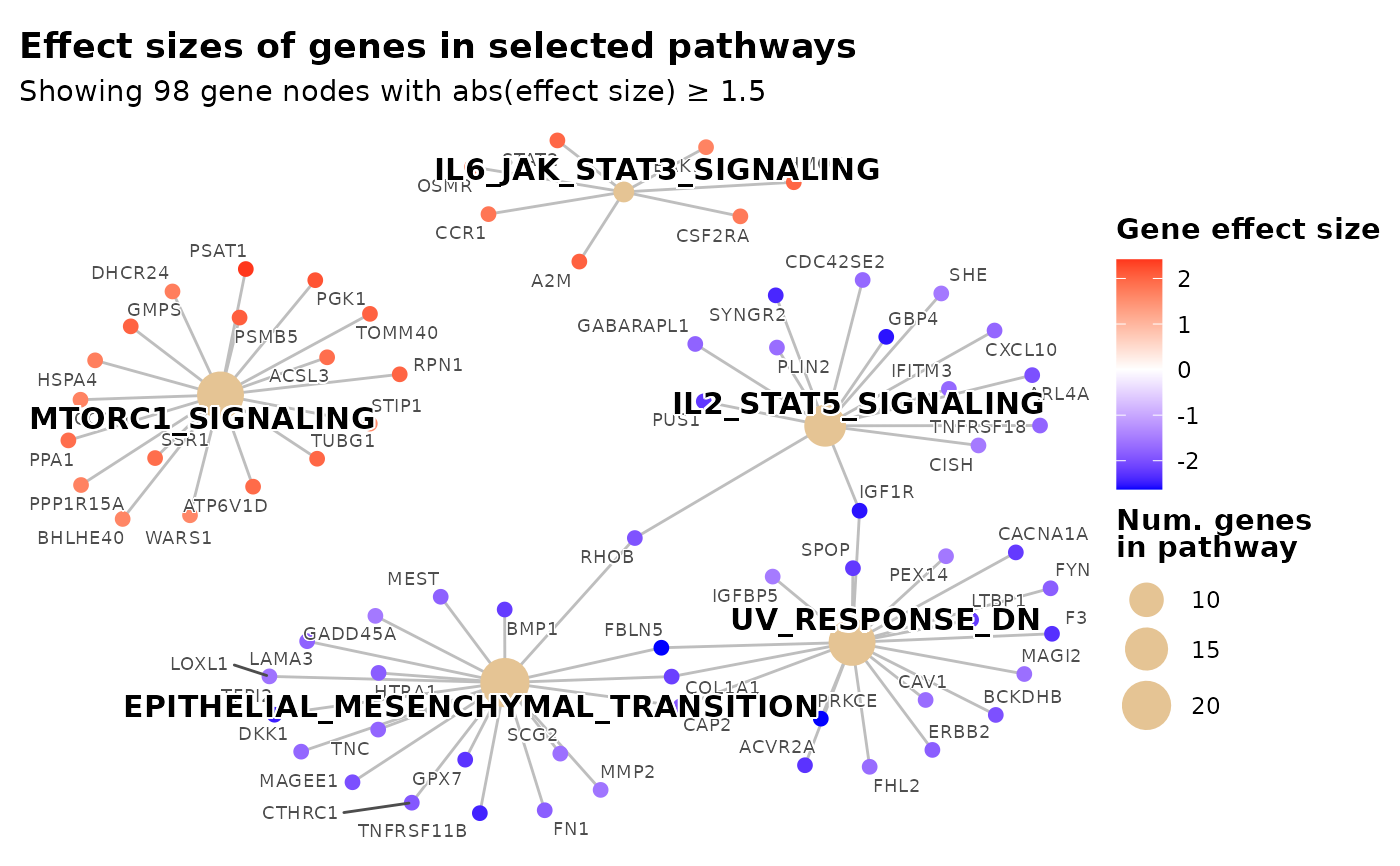 Effect sizes of genes in selected pathways
Showing 98 gene nodes with abs(effect size) ≥ 1.5
IL6_JAK_STAT3_SIGNALING
OSMR
CCR1
CSF2RA
A2M
PSAT1
DHCR24
PGK1
GMPS
PSMB5
TOMM40
RPN1
HSPA4
ACSL3
STIP1
MTORC1_SIGNALING
SSR1
TUBG1
PPA1
PPP1R15A
ATP6V1D
BHLHE40
WARS1
CDC42SE2
SHE
SYNGR2
GBP4
GABARAPL1
CXCL10
PLIN2
IFITM3
ARL4A
IL2_STAT5_SIGNALING
PUS1
TNFRSF18
CISH
IGF1R
RHOB
SPOP
CACNA1A
PEX14
FYN
IGFBP5
LTBP1
UV_RESPONSE_DN
F3
MAGI2
CAV1
BCKDHB
PRKCE
ERBB2
ACVR2A
FHL2
MEST
BMP1
FBLN5
GADD45A
LAMA3
LOXL1
HTRA1
COL1A1
EPITHELIAL_MESENCHYMAL_TRANSITION
CAP2
DKK1
TNC
SCG2
MAGEE1
GPX7
MMP2
CTHRC1
TNFRSF11B
FN1
Gene effect size
2
1
0
-1
-2
Num. genes
in pathway
10
15
20